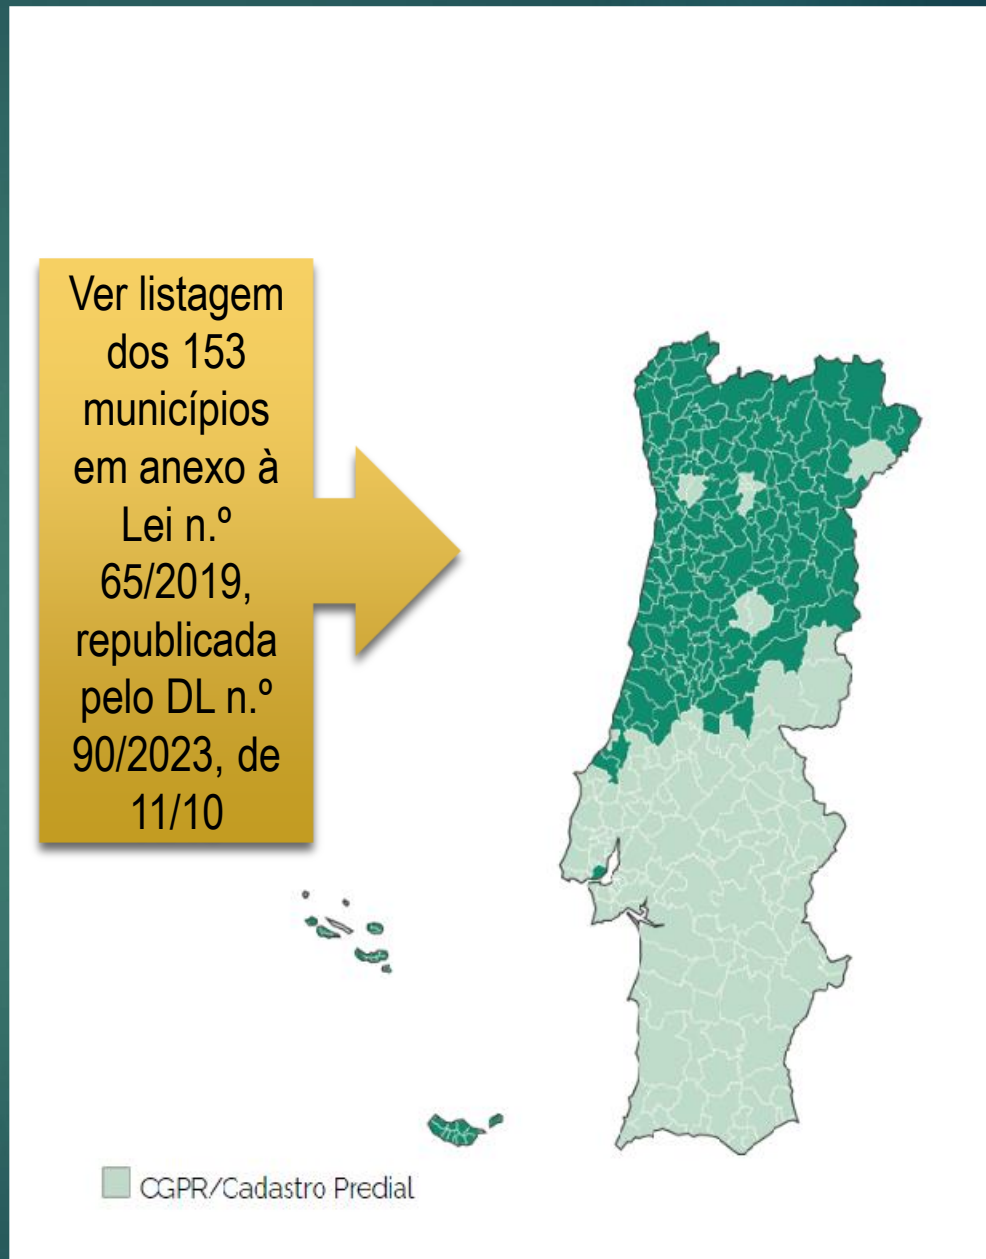 Ver listagem
dos 153
municípios
em anexo à
Lei n.º
65/2019,
republicada
pelo DL n.º
90/2023, de
11/10
CGPR/Cadastro Predial